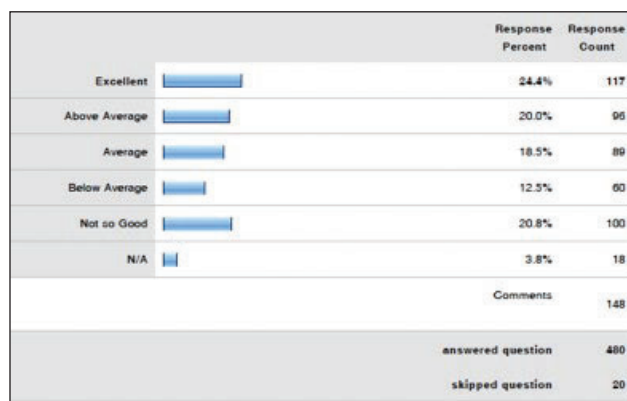 Response Percent Response Count
Excellent 24.4% 117
Above Average 20.0% 96
Average 18.5% 89
Below Average 12.5% 60
Not so Good 20.8% 100
N/A 3.8% 18
Comments 148
answered question 480
skipped question 20